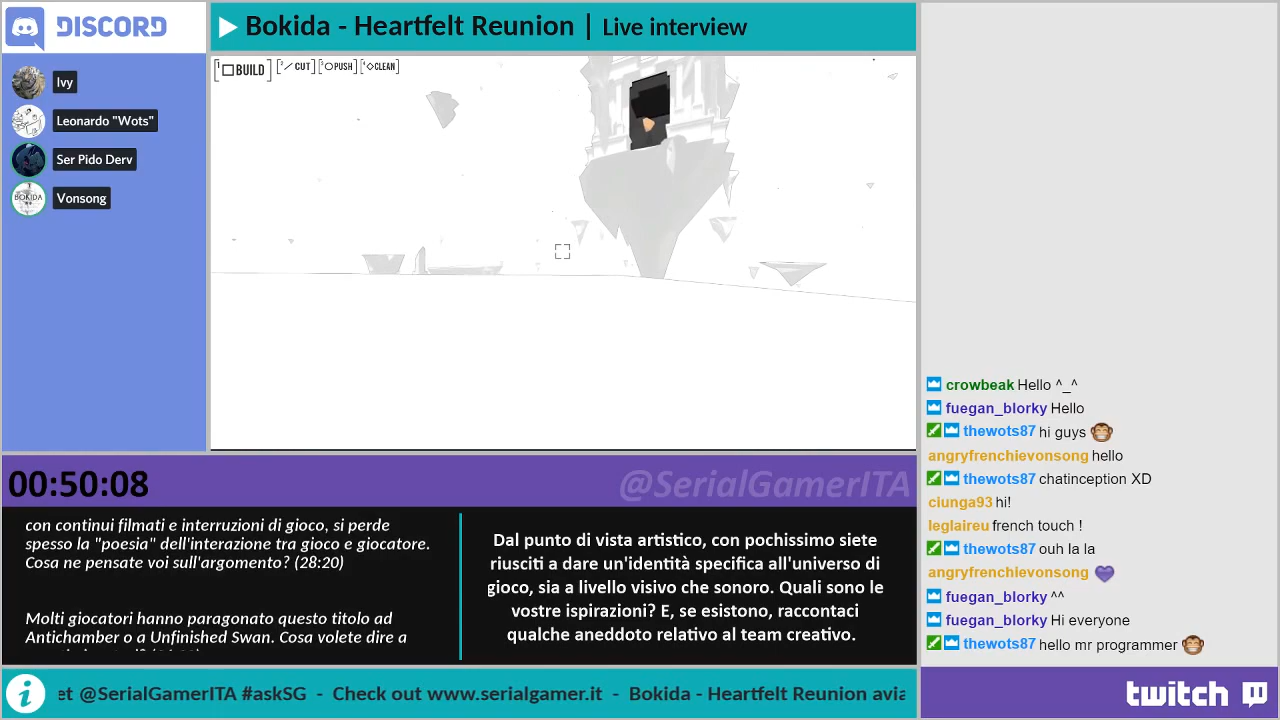 DISCORD
Bokida - Heartfelt Reunion | Live interview
Ivy
Leonardo "Wots"
Ser Pido Derv
Vonsong
BOKIDA
1 BUILD 2 CUT 3 PUSH 4 CLEAN
crowbeak Hello ^_^
fuegan_blorky Hello
thewots87 hi guys
angryfrenchievonsong hello
thewots87 chatinception XD
ciunga93 hi!
leglaireu french touch !
thewots87 ouh la la
angryfrenchievonsong
fuegan_blorky ^^
fuegan_blorky Hi everyone
thewots87 hello mr programmer
00:50:08
@SerialGamerITA
con continui filmati e interruzioni di gioco, si perde
spesso la "poesia" dell'interazione tra gioco e giocatore.
Cosa ne pensate voi sull'argomento? (28:20)
Molti giocatori hanno paragonato questo titolo ad
Antichamber o a Unfinished Swan. Cosa volete dire a
Dal punto di vista artistico, con pochissimo siete
riusciti a dare un'identità specifica all'universo di
gioco, sia a livello visivo che sonoro. Quali sono le
vostre ispirazioni? E, se esistono, raccontaci
qualche aneddoto relativo al team creativo.
et @SerialGamerITA #askSG - Check out www.serialgamer.it - Bokida - Heartfelt Reunion avia
twitch